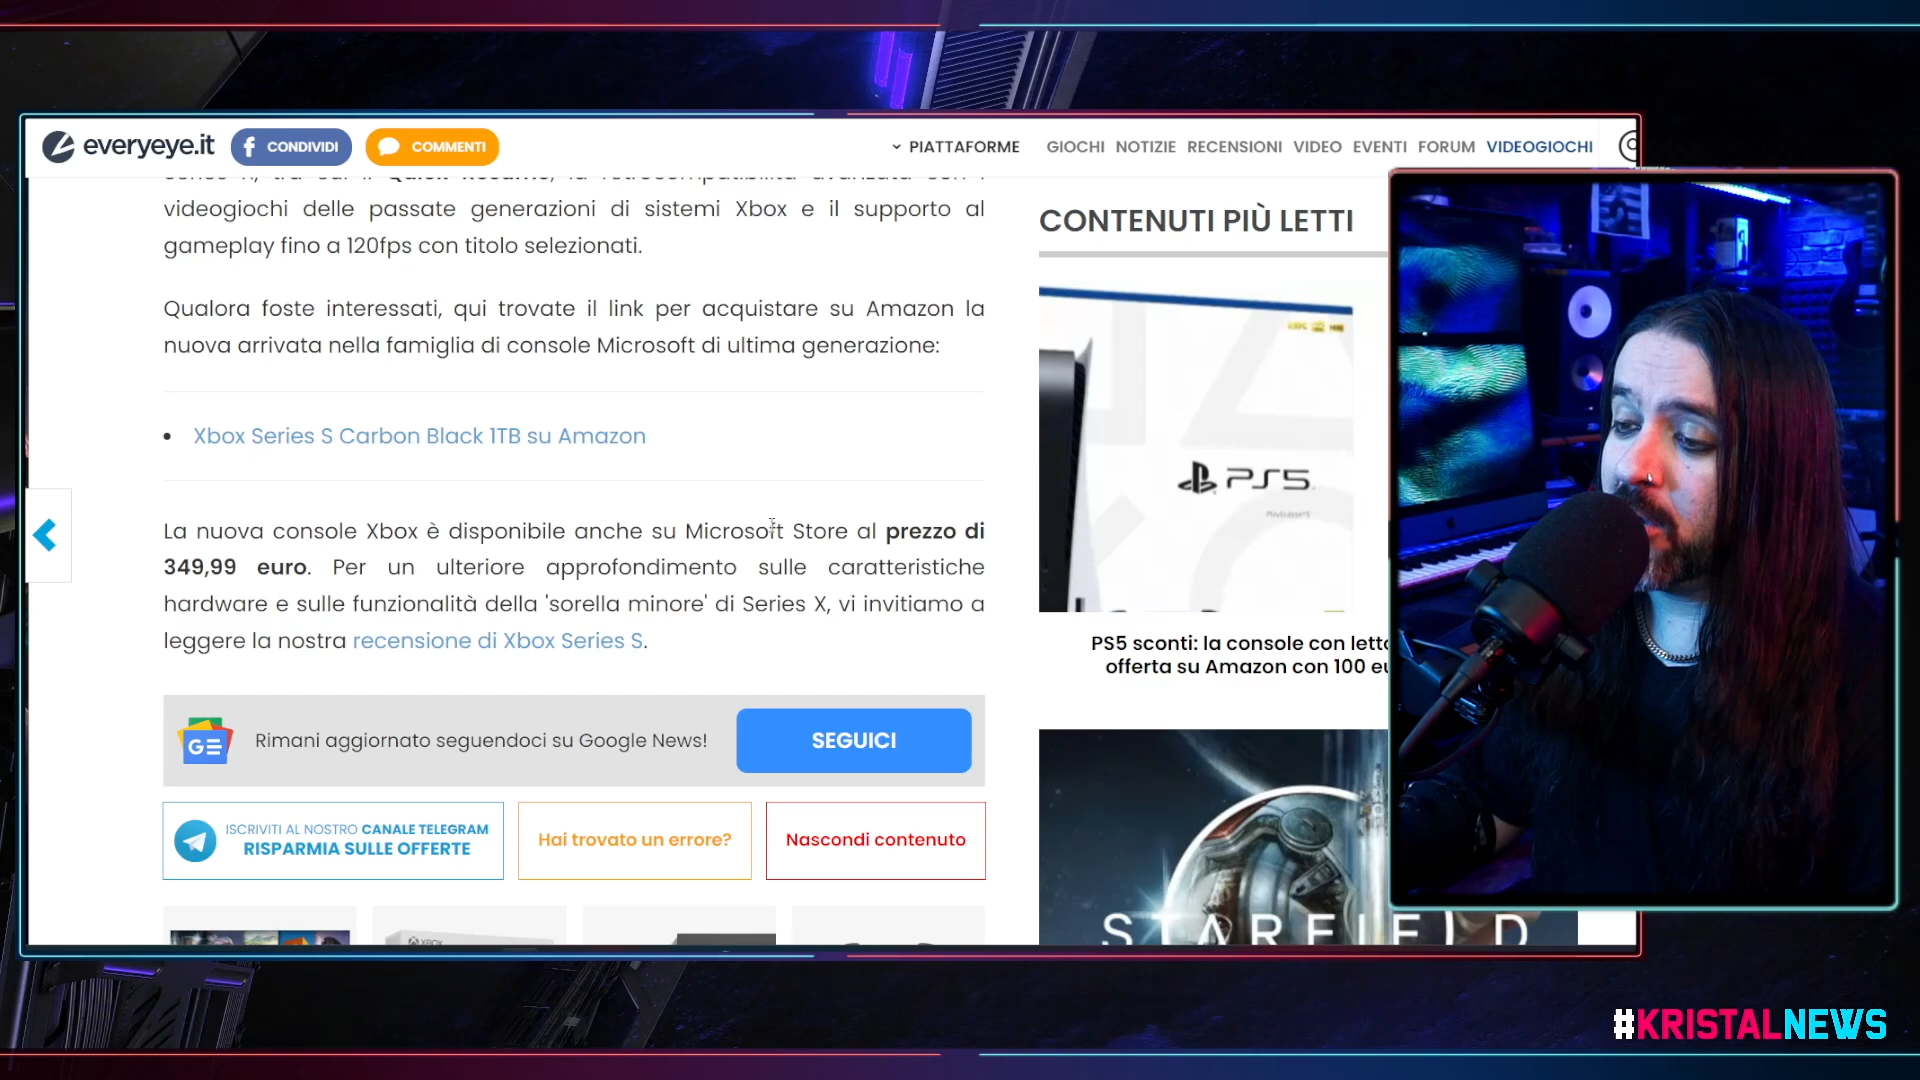 everyeye.it
CONDIVIDI
COMMENTI
PIATTAFORME
GIOCHI NOTIZIE RECENSIONI VIDEO EVENTI FORUM VIDEOGIOCHI
videogiochi delle passate generazioni di sistemi Xbox e il supporto al
gameplay fino a 120fps con titolo selezionati.
Qualora foste interessati, qui trovate il link per acquistare su Amazon la
nuova arrivata nella famiglia di console Microsoft di ultima generazione:
• Xbox Series S Carbon Black 1TB su Amazon
La nuova console Xbox è disponibile anche su Microsoft Store al prezzo di
349,99 euro. Per un ulteriore approfondimento sulle caratteristiche
hardware e sulle funzionalità della 'sorella minore' di Series X, vi invitiamo a
leggere la nostra recensione di Xbox Series S.
Rimani aggiornato seguendoci su Google News!
SEGUICI
ISCRIVITI AL NOSTRO CANALE TELEGRAM
RISPARMIA SULLE OFFERTE
Hai trovato un errore?
Nascondi contenuto
XBOX
CONTENUTI PIÙ LETTI
PS5
PS5 sconti: la console con
offerta su Amazon con 100
STARFIELD
#KRISTALNEWS